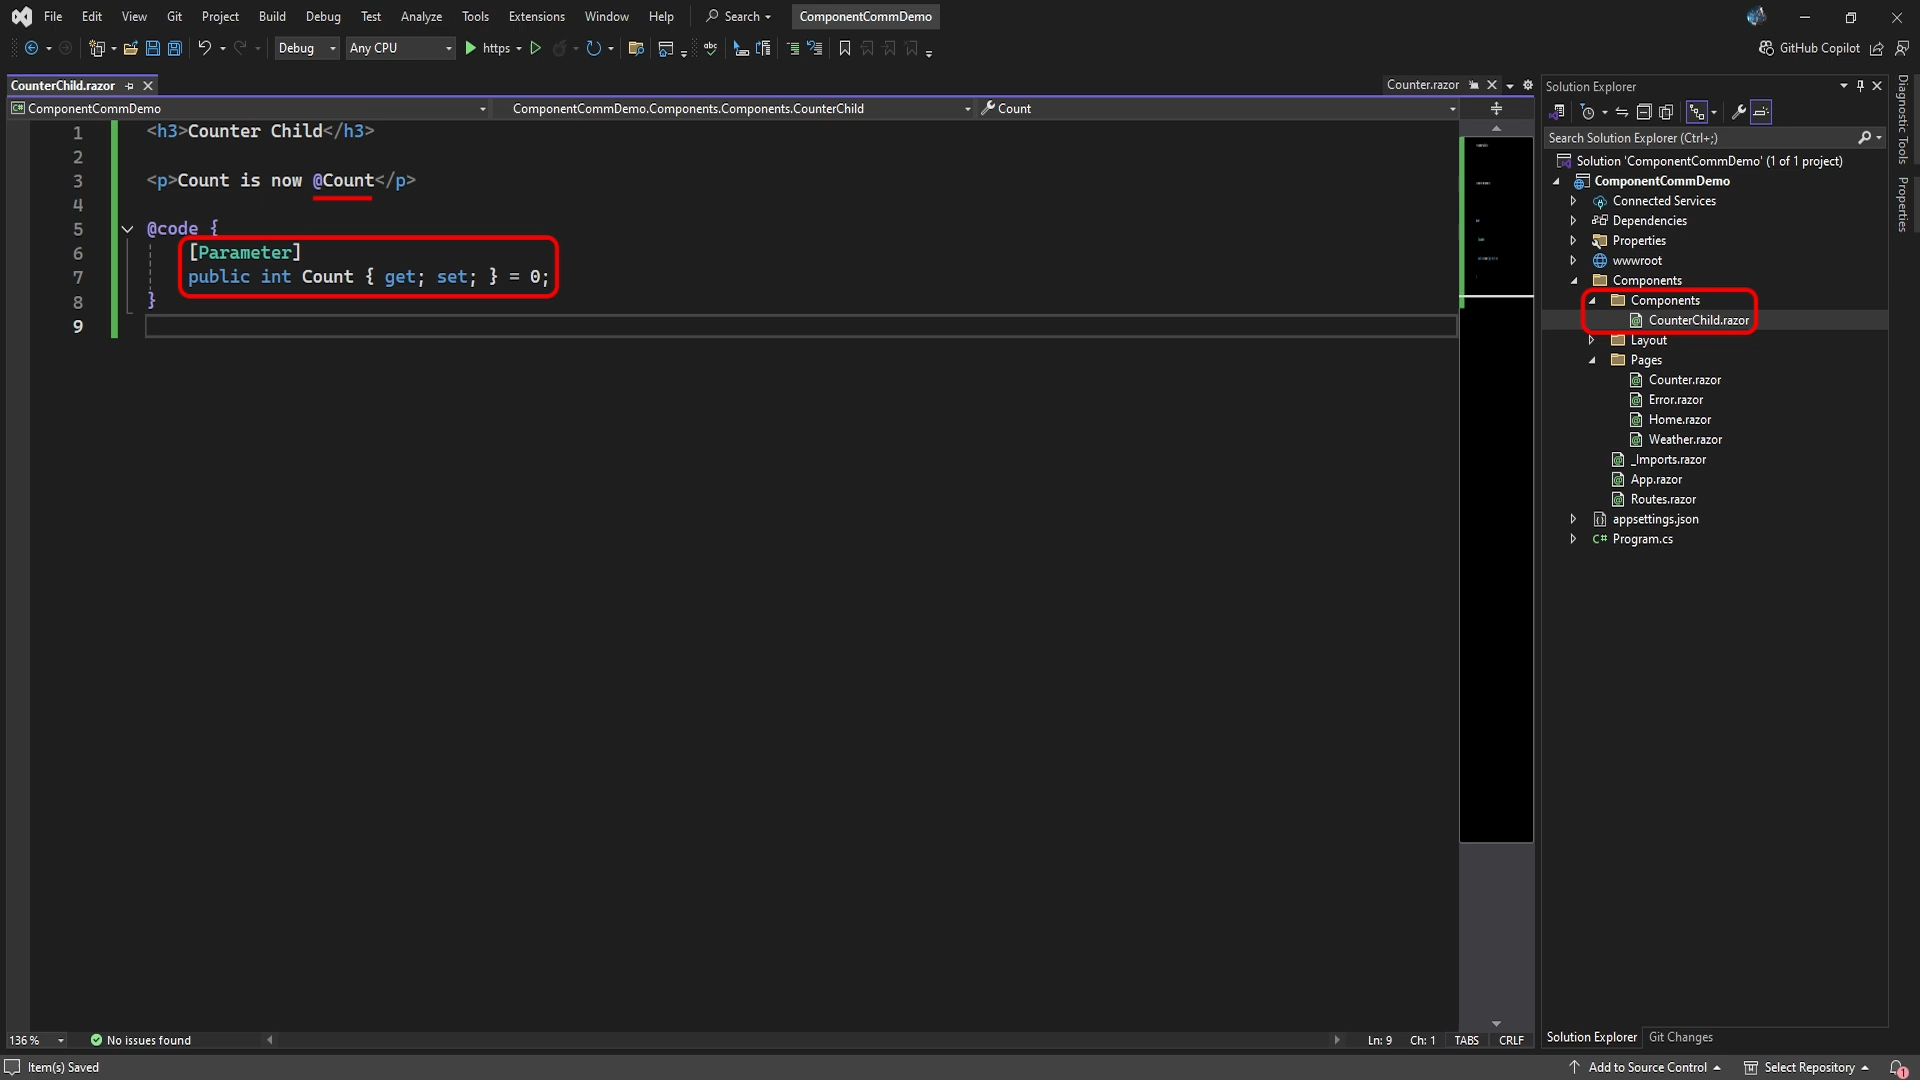 File Edit View Git Project Build Debug Test Analyze Tools Extensions Window Help Search ComponentCommDemo
Debug Any CPU https GitHub Copilot
CounterChild.razor Counter.razor
ComponentCommDemo ComponentCommDemo.Components.Components.CounterChild Count
1 <h3>Counter Child</h3>
2
3 <p>Count is now @Count</p>
4
5 @code {
6 [Parameter]
7 public int Count { get; set; } = 0;
8 }
9
Solution Explorer
Search Solution Explorer (Ctrl+;)
Solution 'ComponentCommDemo' (1 of 1 project)
ComponentCommDemo
Connected Services
Dependencies
Properties
wwwroot
Components
Components
CounterChild.razor
Layout
Pages
Counter.razor
Error.razor
Home.razor
Weather.razor
_Imports.razor
App.razor
Routes.razor
appsettings.json
C# Program.cs
Diagnostic Tools
Properties
136 % No issues found Ln: 9 Ch: 1 TABS CRLF
Solution Explorer Git Changes
Item(s) Saved Add to Source Control Select Repository 1